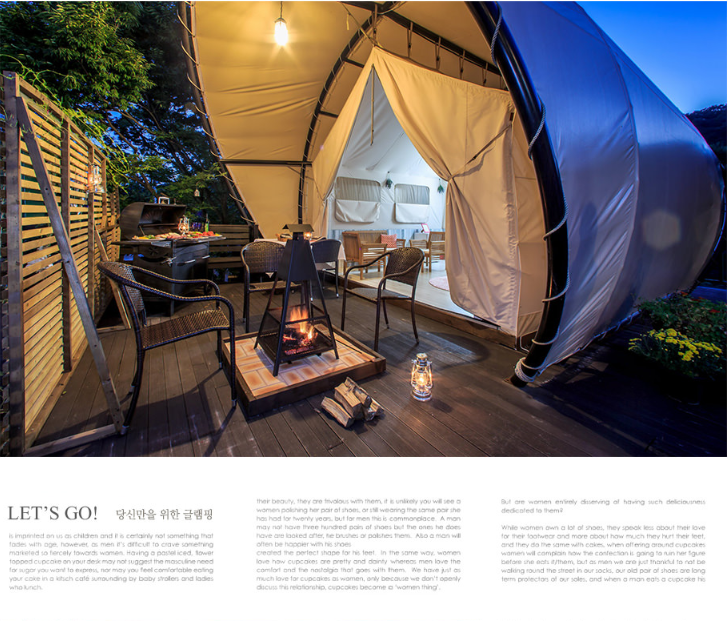 LET'S GO! 당신만을 위한 글램핑
is imprinted on us as children and it is certainly not something that
fades with age, however, as men it's difficult to crave something
marketed so fiercely towards women. Having a pastel iced, flower
topped cupcake on your desk may not suggest the masculine need
for sugar you want to express, nor may you feel comfortable eating
your cake in a kitsch café surrounding by baby strollers and ladies
who lunch.
their beauty, they are frivolous with them, it is unlikely you will see a
women polishing her pair of shoes, or still wearing the same pair she
has had for twenty years, but for men this is commonplace. A man
may not have three hundred pairs of shoes but the ones he does
have are looked after, he brushes or polishes them. Also a man will
often be happier with his shoes
created the perfect shape for his feet. In the same way, women
love how cupcakes are pretty and dainty whereas men love the
comfort and the nostalgia that goes with them. We have just as
much love for cupcakes as women, only because we don't openly
discuss this relationship, cupcakes become a 'women thing'.
But are women entirely deserving of having such deliciousness
dedicated to them?
While women own a lot of shoes, they speak less about their love
for their footwear and more about how much they hurt their feet,
and they do the same with cakes, when offering around cupcakes
women will complain how the confection is going to ruin her figure
before she eats it/them, but as men we are just thankful to not be
walking round the street in our socks, our old pair of shoes are long
term protection of our soles, and when a man eats a cupcake his